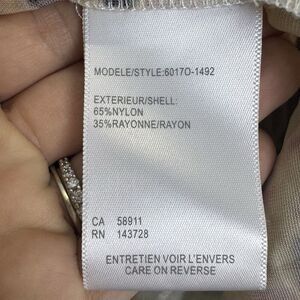 MODELE/STYLE:6017O-1492
EXTERIEUR/SHELL:
65%NYLON
35%RAYONNE/RAYON
CA 58911
RN 143728
ENTRETIEN VOIR L'ENVERS
CARE ON REVERSE